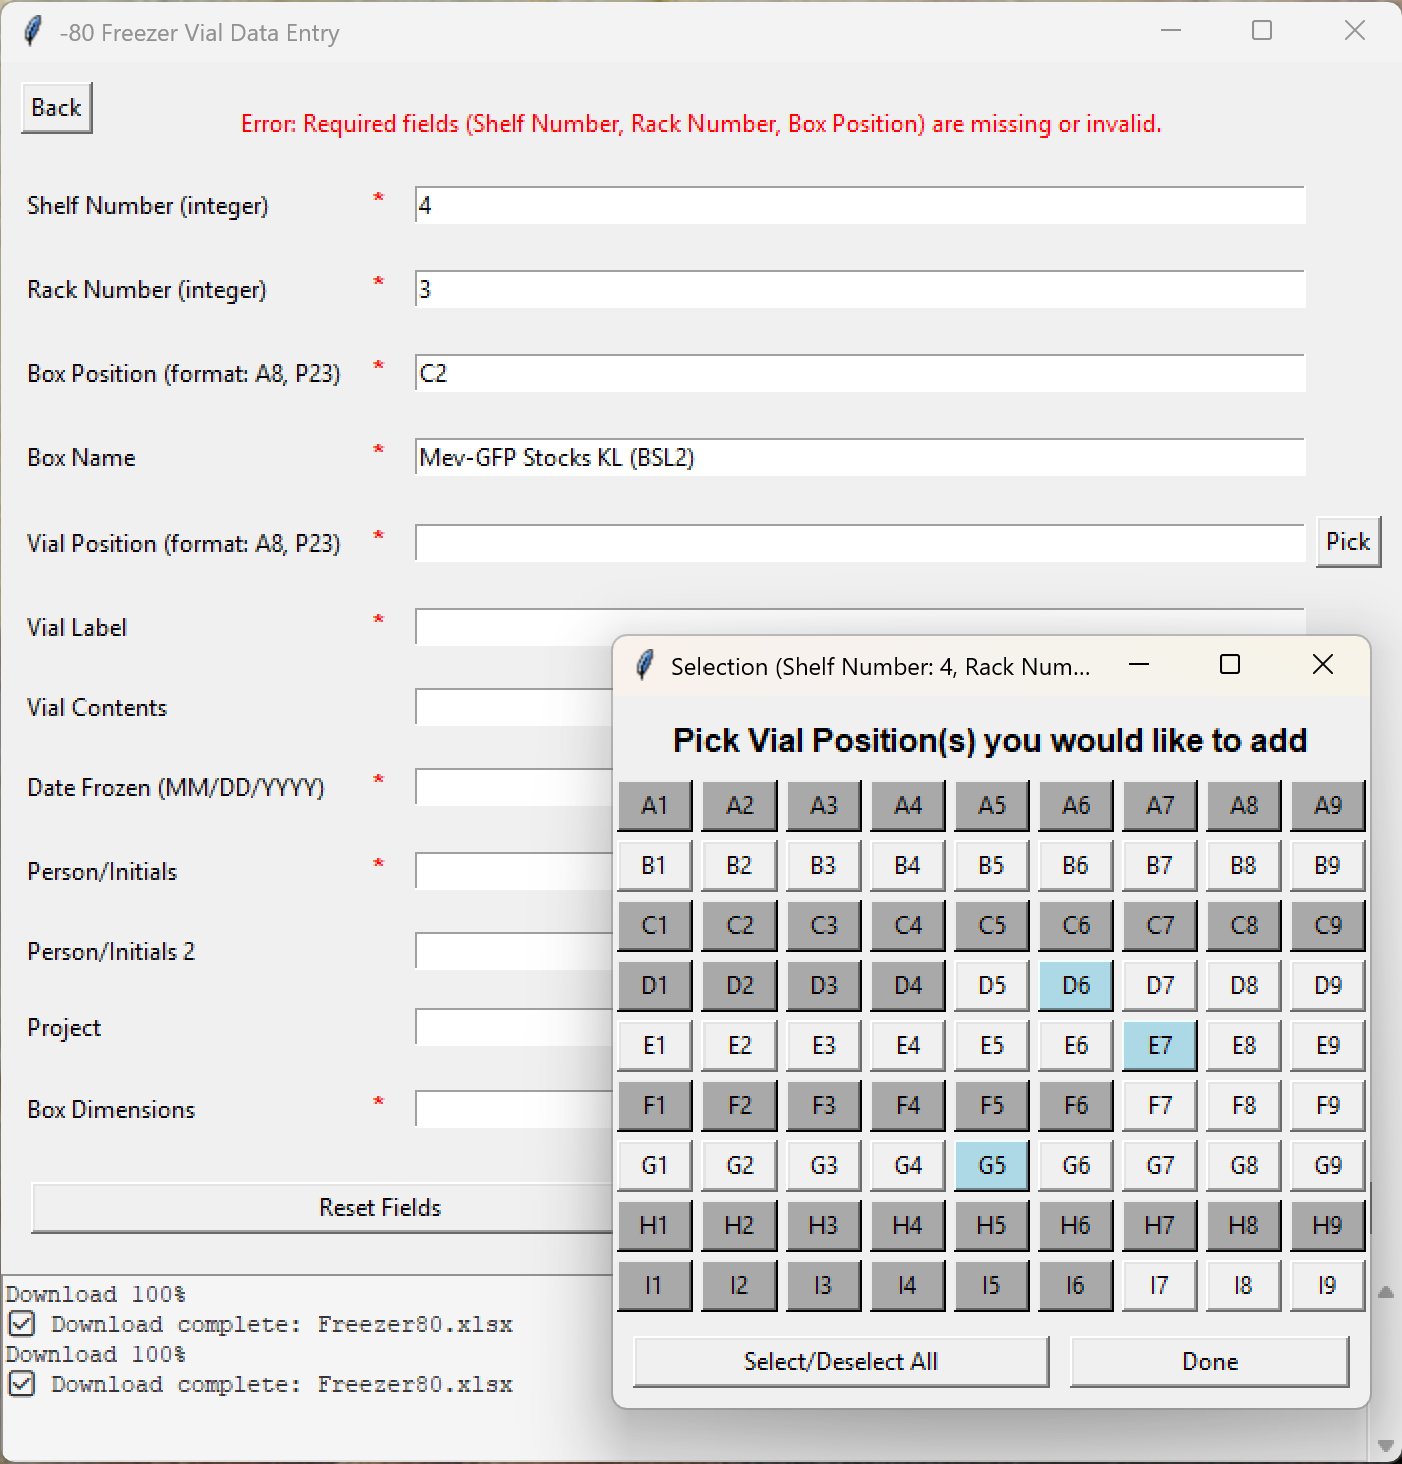 -80 Freezer Vial Data Entry
Back
Error: Required fields (Shelf Number, Rack Number, Box Position) are missing or invalid.
Shelf Number (integer) * 4
Rack Number (integer) * 3
Box Position (format: A8, P23) * C2
Box Name * Mev-GFP Stocks KL (BSL2)
Vial Position (format: A8, P23) * Pick
Vial Label *
Vial Contents
Date Frozen (MM/DD/YYYY) *
Person/Initials *
Person/Initials 2
Project
Box Dimensions *
Reset Fields
Download 100%
Download complete: Freezer80.xlsx
Download 100%
Download complete: Freezer80.xlsx
Selection (Shelf Number: 4, Rack Num...
Pick Vial Position(s) you would like to add
A1 A2 A3 A4 A5 A6 A7 A8 A9
B1 B2 B3 B4 B5 B6 B7 B8 B9
C1 C2 C3 C4 C5 C6 C7 C8 C9
D1 D2 D3 D4 D5 D6 D7 D8 D9
E1 E2 E3 E4 E5 E6 E7 E8 E9
F1 F2 F3 F4 F5 F6 F7 F8 F9
G1 G2 G3 G4 G5 G6 G7 G8 G9
H1 H2 H3 H4 H5 H6 H7 H8 H9
I1 I2 I3 I4 I5 I6 I7 I8 I9
Select/Deselect All Done